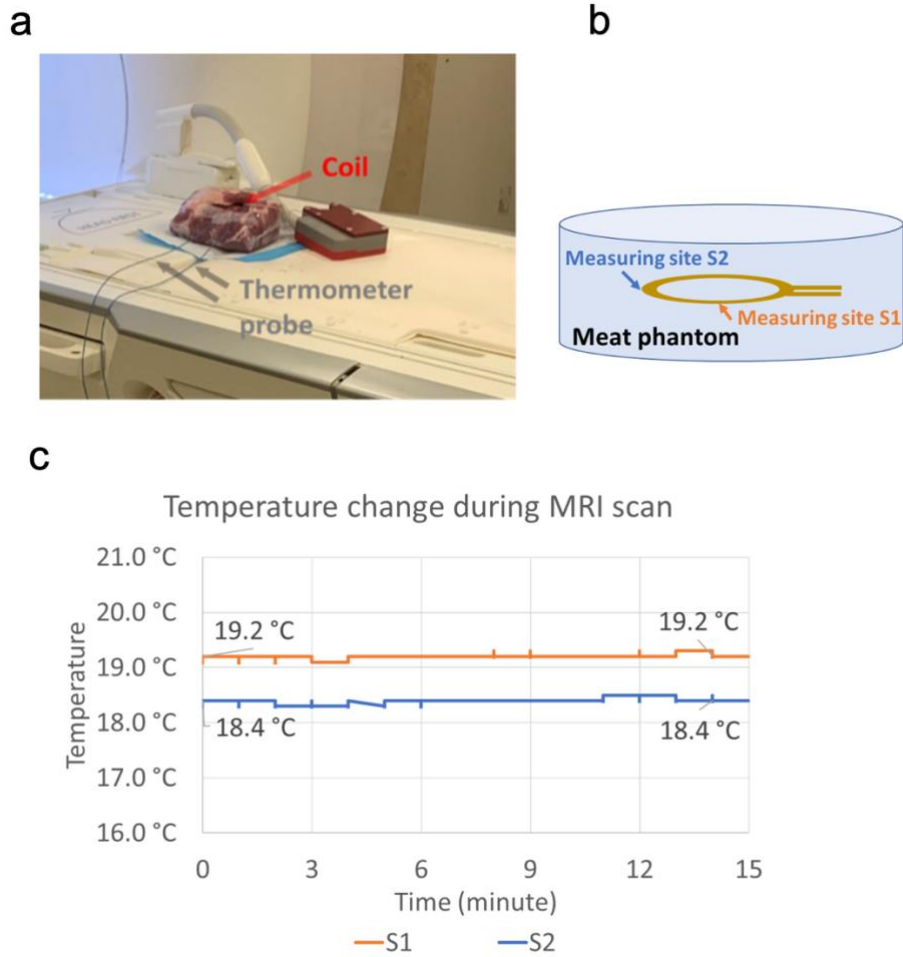 a
b
Coil
Thermometer
probe
Measuring site S2
Measuring site S1
Meat phantom
c
Temperature change during MRI scan
21.0 °C
20.0 °C
19.0 °C
18.0 °C
17.0 °C
16.0 °C
Temperature
19.2 °C
19.2 °C
18.4 °C
18.4 °C
0 3 6 9 12 15
Time (minute)
S1 S2